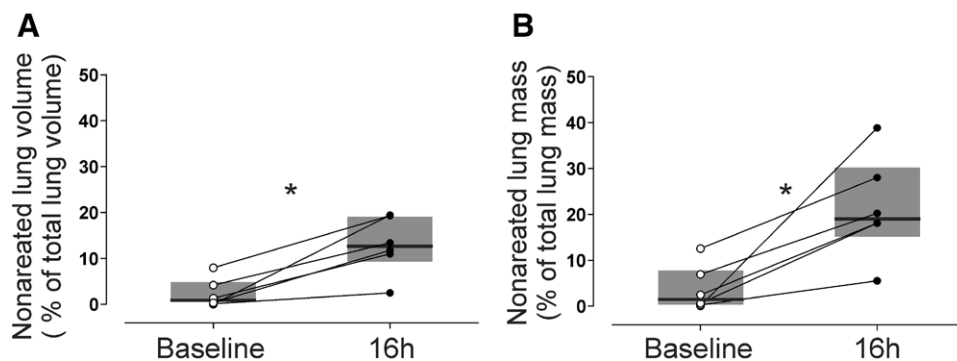 A
Nonareated lung volume
( % of total lung volume)
50
40
30
20
10
0
*
Baseline 16h
B
Nonareated lung mass
(% of total lung mass)
50
40
30
20
10
0
*
Baseline 16h